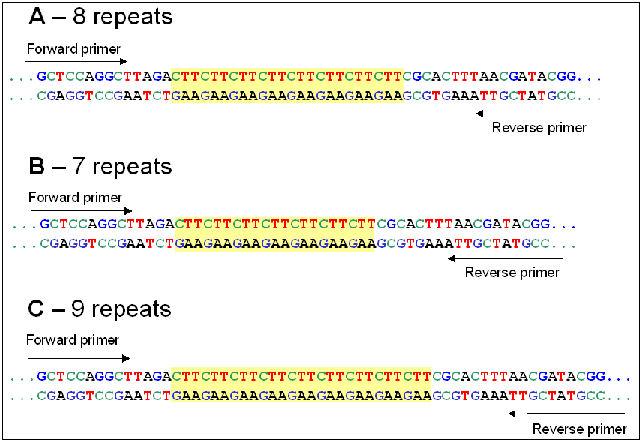 A – 8 repeats
Forward primer
...GCTCCAGGCTTAGACTTCTTCTTCTTCTTCTTCTTCTTCGCACTTTAACGATACGG...
...CGAGGTCCGAATCTGAAGAAGAAGAAGAAGAAGAAGAAGCGTGAAATTGCTATGCC...
Reverse primer
B – 7 repeats
Forward primer
...GCTCCAGGCTTAGACTTCTTCTTCTTCTTCTTCTTCGCACTTTAACGATACGG...
...CGAGGTCCGAATCTGAAGAAGAAGAAGAAGAAGAAGCGTGAAATTGCTATGCC...
Reverse primer
C – 9 repeats
Forward primer
...GCTCCAGGCTTAGACTTCTTCTTCTTCTTCTTCTTCTTCTTCGCACTTTAACGATACGG...
...CGAGGTCCGAATCTGAAGAAGAAGAAGAAGAAGAAGAAGAAGCGTGAAATTGCTATGCC...
Reverse primer